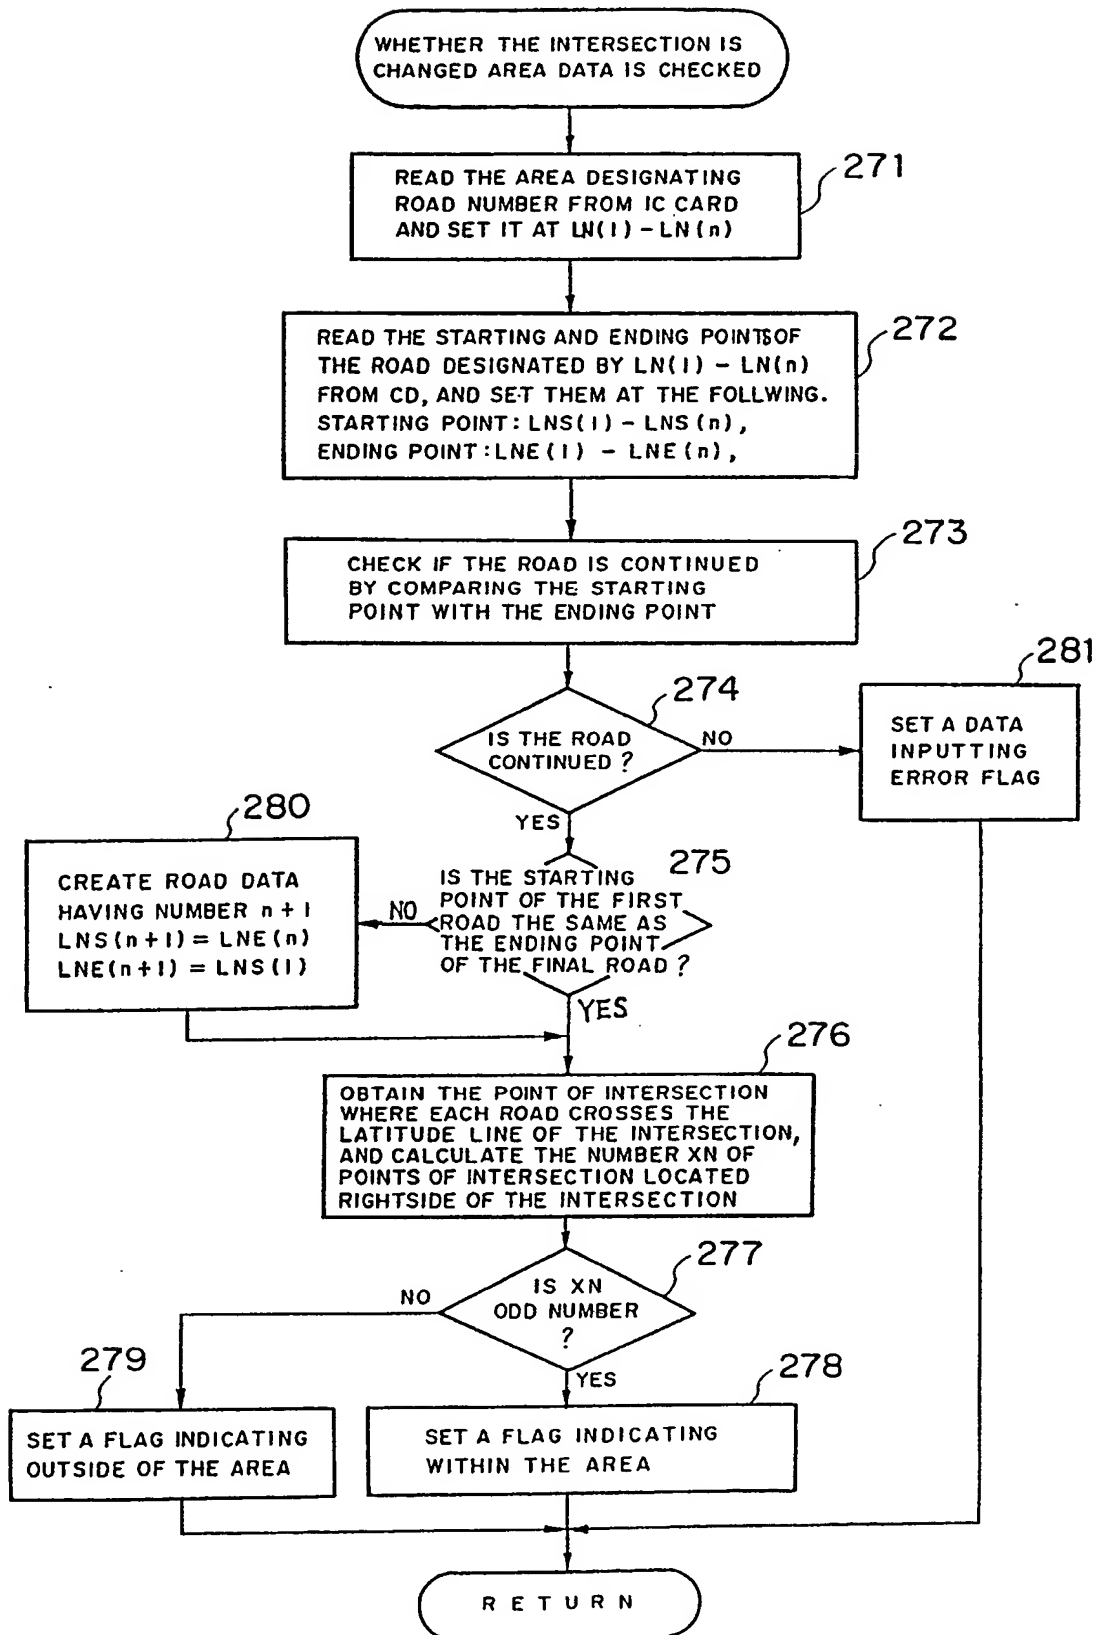 WHETHER THE INTERSECTION IS
CHANGED AREA DATA IS CHECKED
271
READ THE AREA DESIGNATING
ROAD NUMBER FROM IC CARD
AND SET IT AT LN(1) - LN(n)
272
READ THE STARTING AND ENDING POINTS OF
THE ROAD DESIGNATED BY LN(1) - LN(n)
FROM CD, AND SET THEM AT THE FOLLWING.
STARTING POINT: LNS(1) - LNS(n),
ENDING POINT: LNE(1) - LNE(n),
273
CHECK IF THE ROAD IS CONTINUED
BY COMPARING THE STARTING
POINT WITH THE ENDING POINT
274
IS THE ROAD
CONTINUED ?
NO
YES
281
SET A DATA
INPUTTING
ERROR FLAG
280
CREATE ROAD DATA
HAVING NUMBER n + 1
LNS(n+1) = LNE(n)
LNE(n+1) = LNS(1)
275
IS THE STARTING
POINT OF THE FIRST
ROAD THE SAME AS
THE ENDING POINT
OF THE FINAL ROAD ?
NO
YES
276
OBTAIN THE POINT OF INTERSECTION
WHERE EACH ROAD CROSSES THE
LATITUDE LINE OF THE INTERSECTION,
AND CALCULATE THE NUMBER XN OF
POINTS OF INTERSECTION LOCATED
RIGHTSIDE OF THE INTERSECTION
277
IS XN
ODD NUMBER
?
NO
YES
279
SET A FLAG INDICATING
OUTSIDE OF THE AREA
278
SET A FLAG INDICATING
WITHIN THE AREA
RETURN